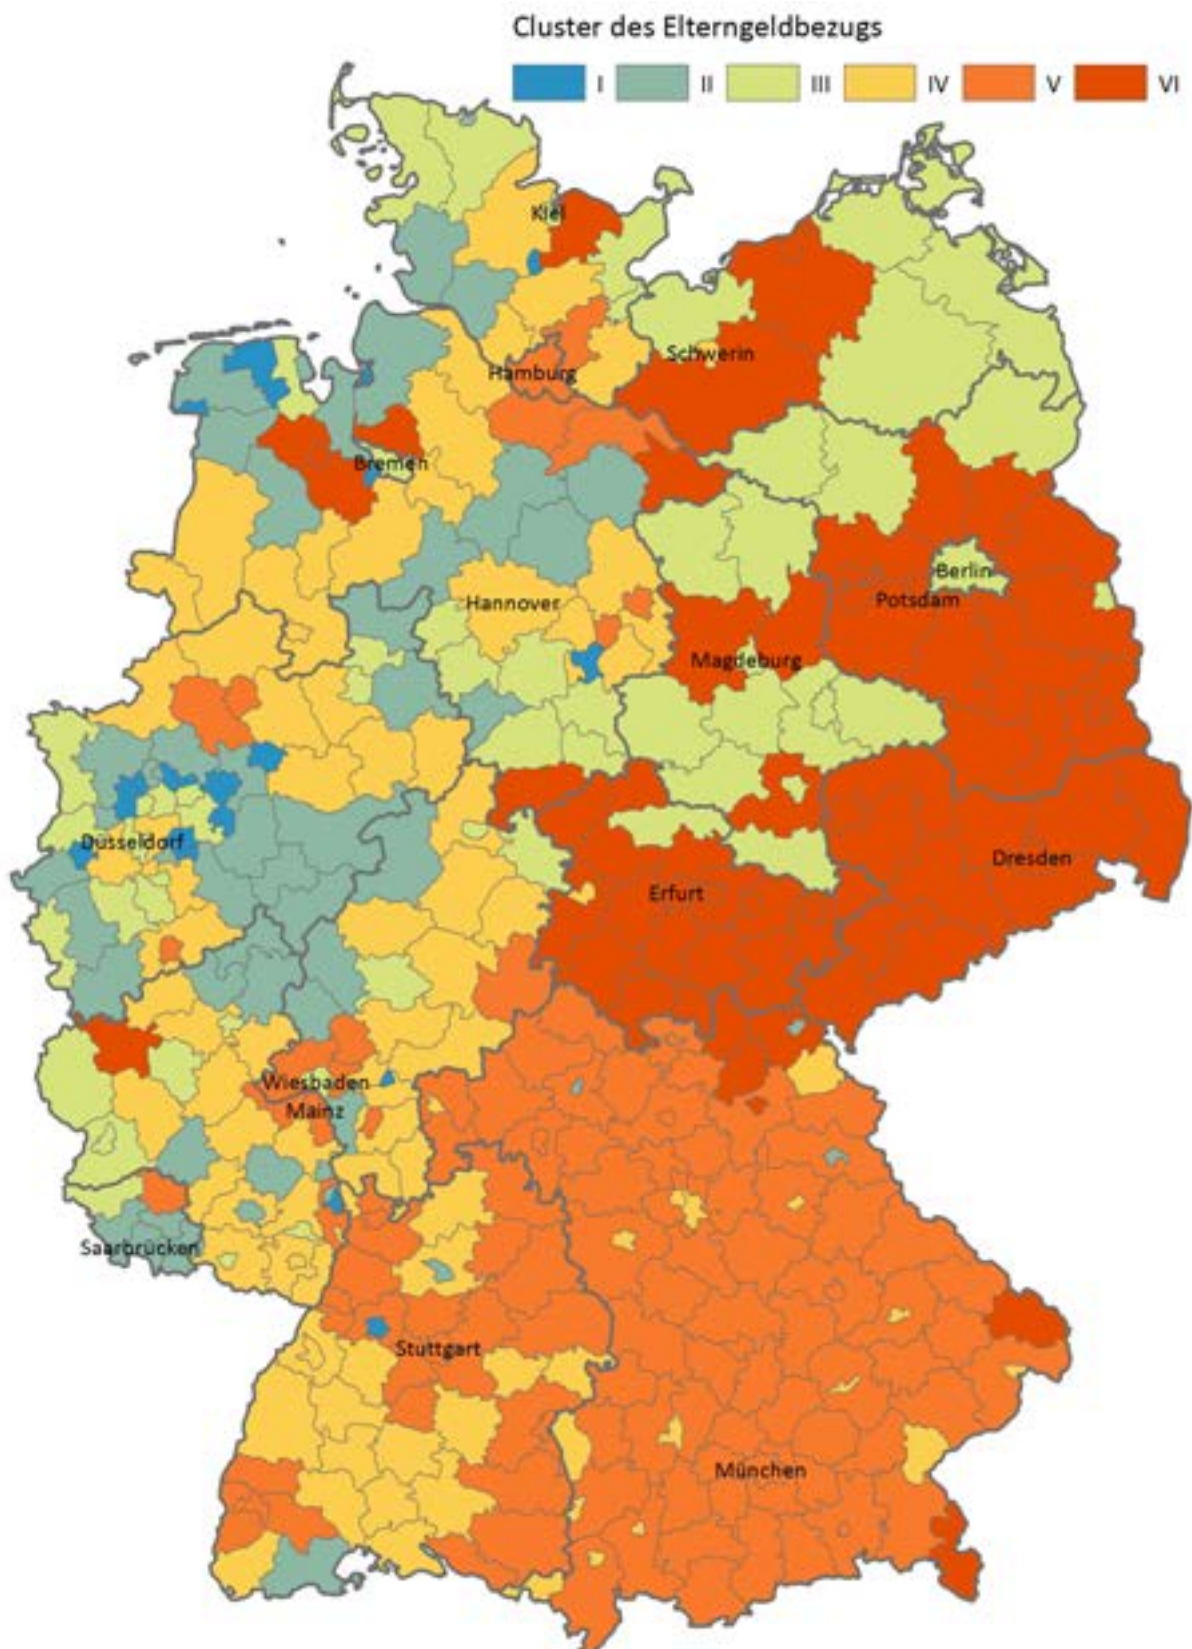 Cluster des Elterngeldbezugs
I II III IV V VI
Kiel
Schwerin
Hamburg
Bremen
Berlin
Potsdam
Hannover
Magdeburg
Düsseldorf
Dresden
Erfurt
Wiesbaden
Mainz
Saarbrücken
Stuttgart
München